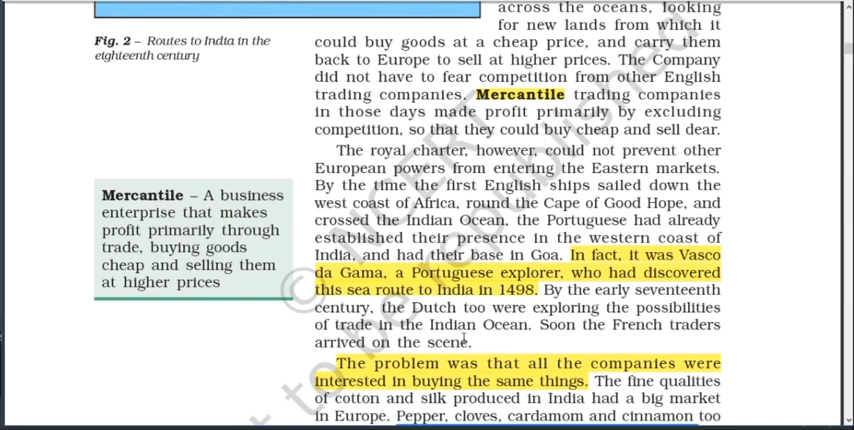 across the oceans, looking
for new lands from which it
Fig. 2 – Routes to India in the
eighteenth century
could buy goods at a cheap price, and carry them
back to Europe to sell at higher prices. The Company
did not have to fear competition from other English
trading companies. Mercantile trading companies
in those days made profit primarily by excluding
competition, so that they could buy cheap and sell dear.
The royal charter, however, could not prevent other
European powers from entering the Eastern markets.
By the time the first English ships sailed down the
west coast of Africa, round the Cape of Good Hope, and
crossed the Indian Ocean, the Portuguese had already
established their presence in the western coast of
India, and had their base in Goa. In fact, it was Vasco
da Gama, a Portuguese explorer, who had discovered
this sea route to India in 1498. By the early seventeenth
century, the Dutch too were exploring the possibilities
of trade in the Indian Ocean. Soon the French traders
arrived on the scene.
Mercantile – A business
enterprise that makes
profit primarily through
trade, buying goods
cheap and selling them
at higher prices
The problem was that all the companies were
interested in buying the same things. The fine qualities
of cotton and silk produced in India had a big market
in Europe. Pepper, cloves, cardamom and cinnamon too
© NCERT
not to be republished